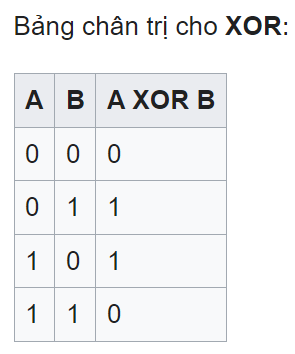 Bảng chân trị cho XOR:
A B A XOR B
0 0 0
0 1 1
1 0 1
1 1 0